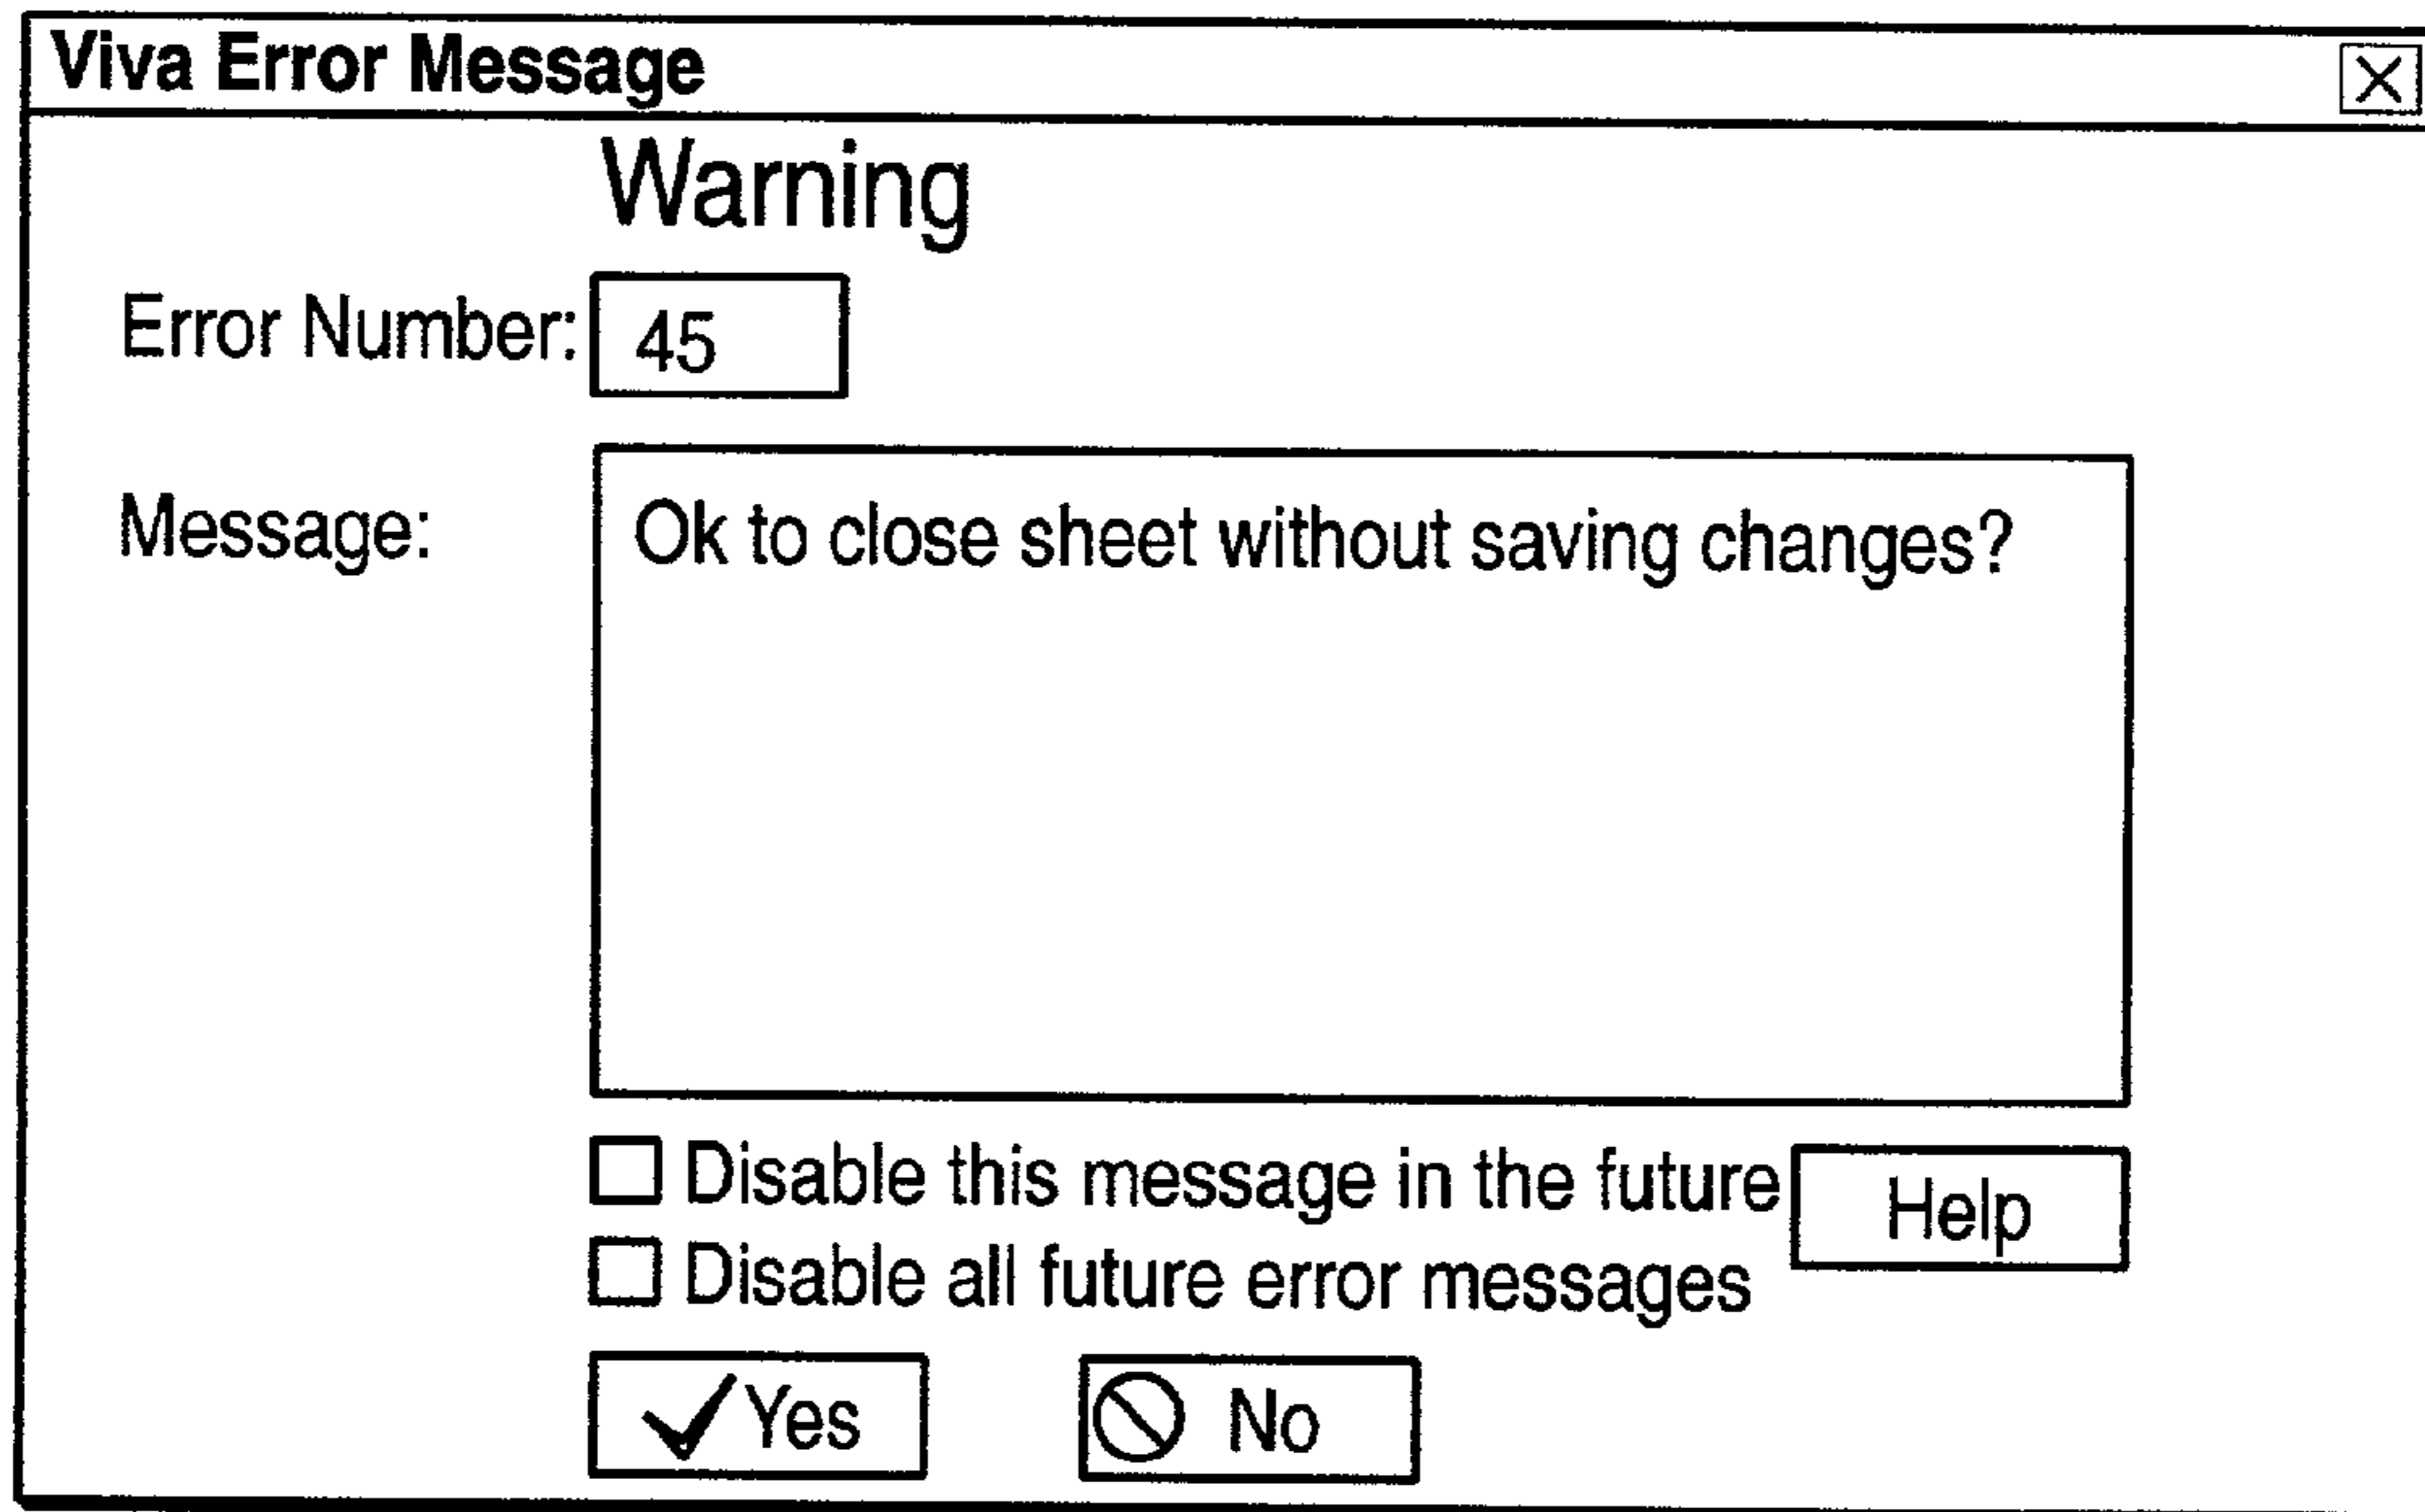 Viva Error Message
Warning
Error Number: 45
Message: Ok to close sheet without saving changes?
Disable this message in the future
Help
Disable all future error messages
Yes No